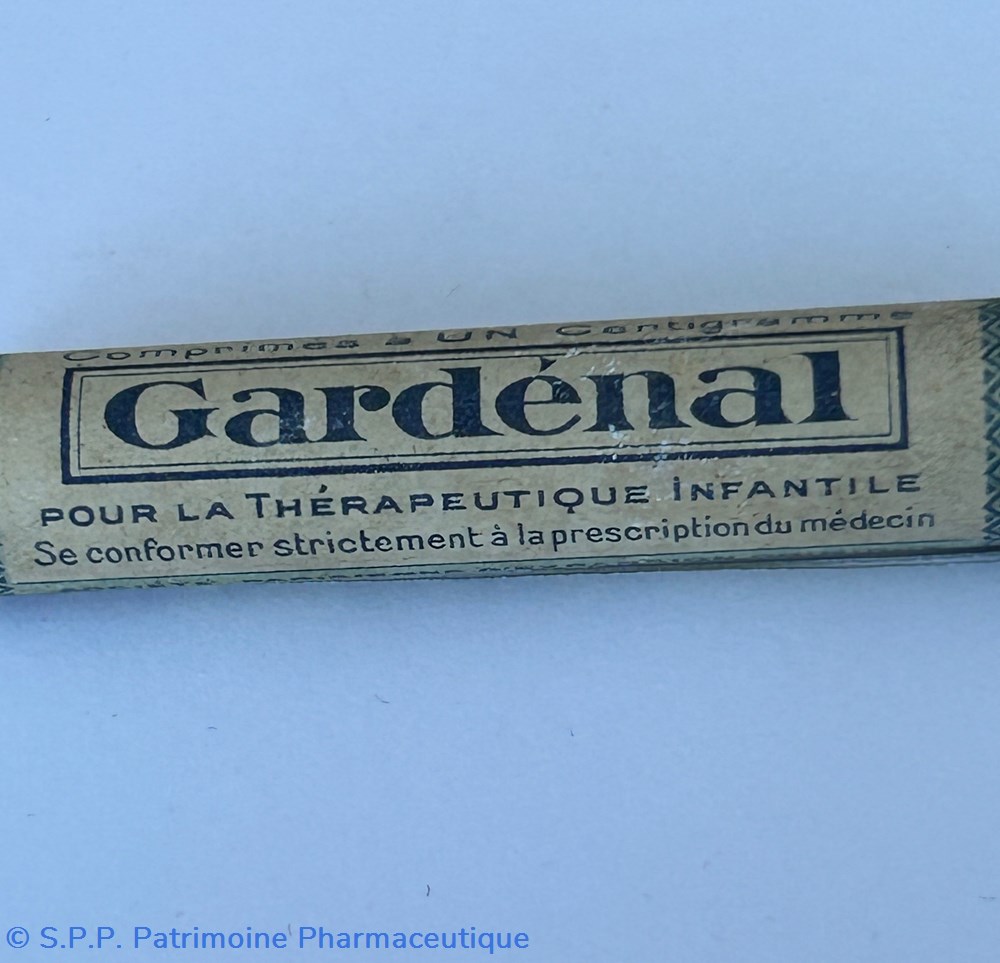 Comprimés à UN Centigramme
Gardénal
POUR LA THÉRAPEUTIQUE INFANTILE
Se conformer strictement à la prescription du médecin
© S.P.P. Patrimoine Pharmaceutique